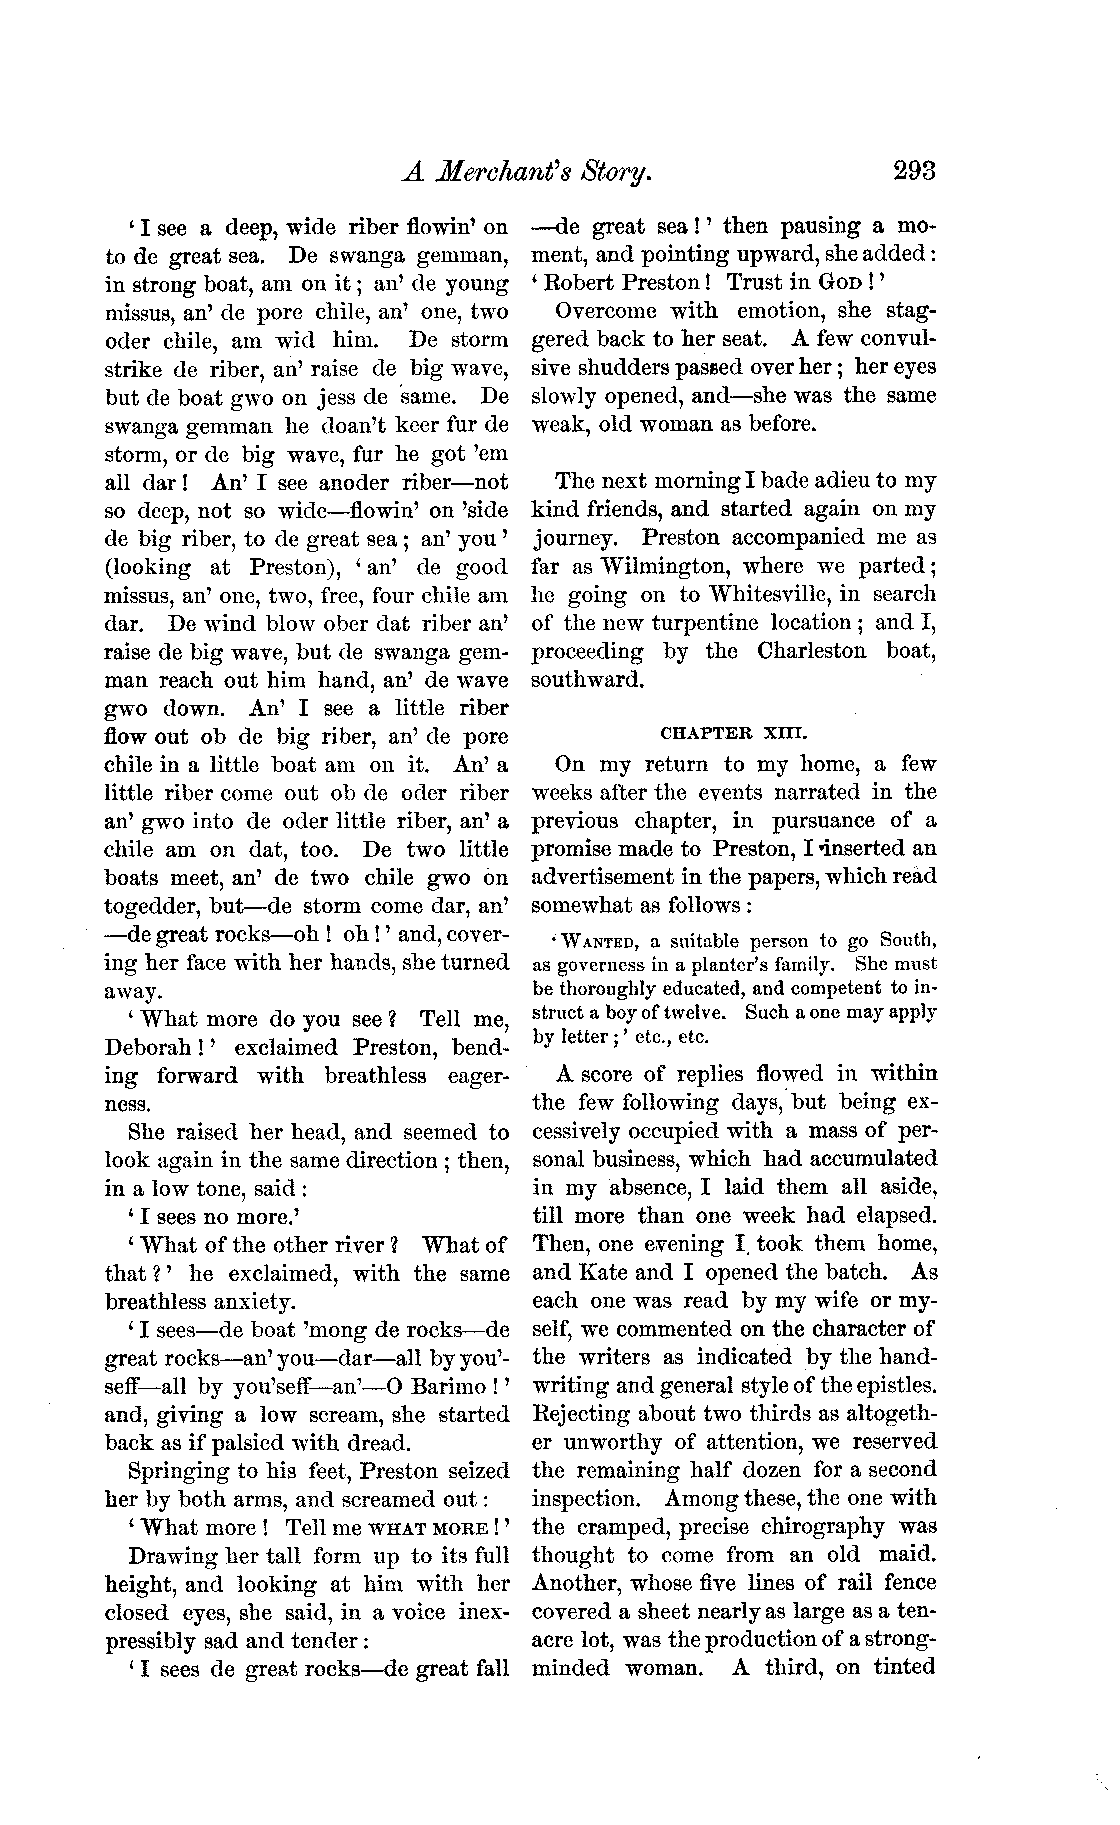 A Merchant's Story. 293
‘I see a deep, wide riber flowin’ on
to de great sea. De swanga gemman,
in strong boat, am on it; an’ de young
missus, an’ de pore chile, an’ one, two
oder chile, am wid him. De storm
strike de riber, an’ raise de big wave,
but de boat gwo on jess de same. De
swanga gemman he doan’t keer fur de
storm, or de big wave, fur he got ’em
all dar! An’ I see anoder riber—not
so deep, not so wide—flowin’ on ’side
de big riber, to de great sea; an’ you’
(looking at Preston), ‘an’ de good
missus, an’ one, two, free, four chile am
dar. De wind blow ober dat riber an’
raise de big wave, but de swanga gem-
man reach out him hand, an’ de wave
gwo down. An’ I see a little riber
flow out ob de big riber, an’ de pore
chile in a little boat am on it. An’ a
little riber come out ob de oder riber
an’ gwo into de oder little riber, an’ a
chile am on dat, too. De two little
boats meet, an’ de two chile gwo on
togedder, but—de storm come dar, an’
—de great rocks—oh! oh!’ and, cover-
ing her face with her hands, she turned
away.
‘What more do you see? Tell me,
Deborah!’ exclaimed Preston, bend-
ing forward with breathless eager-
ness.
She raised her head, and seemed to
look again in the same direction; then,
in a low tone, said:
‘I sees no more.’
‘What of the other river? What of
that?’ he exclaimed, with the same
breathless anxiety.
‘I sees—de boat ’mong de rocks—de
great rocks—an’ you—dar—all by you’-
seff—all by you’seff—an’—O Barimo!’
and, giving a low scream, she started
back as if palsied with dread.
Springing to his feet, Preston seized
her by both arms, and screamed out:
‘What more! Tell me WHAT MORE!’
Drawing her tall form up to its full
height, and looking at him with her
closed eyes, she said, in a voice inex-
pressibly sad and tender:
‘I sees de great rocks—de great fall
—de great sea!’ then pausing a mo-
ment, and pointing upward, she added:
‘Robert Preston! Trust in GOD!’
Overcome with emotion, she stag-
gered back to her seat. A few convul-
sive shudders passed over her; her eyes
slowly opened, and—she was the same
weak, old woman as before.
The next morning I bade adieu to my
kind friends, and started again on my
journey. Preston accompanied me as
far as Wilmington, where we parted;
he going on to Whitesville, in search
of the new turpentine location; and I,
proceeding by the Charleston boat,
southward.
CHAPTER XIII.
On my return to my home, a few
weeks after the events narrated in the
previous chapter, in pursuance of a
promise made to Preston, I inserted an
advertisement in the papers, which read
somewhat as follows:
‘WANTED, a suitable person to go South,
as governess in a planter’s family. She must
be thoroughly educated, and competent to in-
struct a boy of twelve. Such a one may apply
by letter;’ etc., etc.
A score of replies flowed in within
the few following days, but being ex-
cessively occupied with a mass of per-
sonal business, which had accumulated
in my absence, I laid them all aside,
till more than one week had elapsed.
Then, one evening I took them home,
and Kate and I opened the batch. As
each one was read by my wife or my-
self, we commented on the character of
the writers as indicated by the hand-
writing and general style of the epistles.
Rejecting about two thirds as altogeth-
er unworthy of attention, we reserved
the remaining half dozen for a second
inspection. Among these, the one with
the cramped, precise chirography was
thought to come from an old maid.
Another, whose five lines of rail fence
covered a sheet nearly as large as a ten-
acre lot, was the production of a strong-
minded woman. A third, on tinted